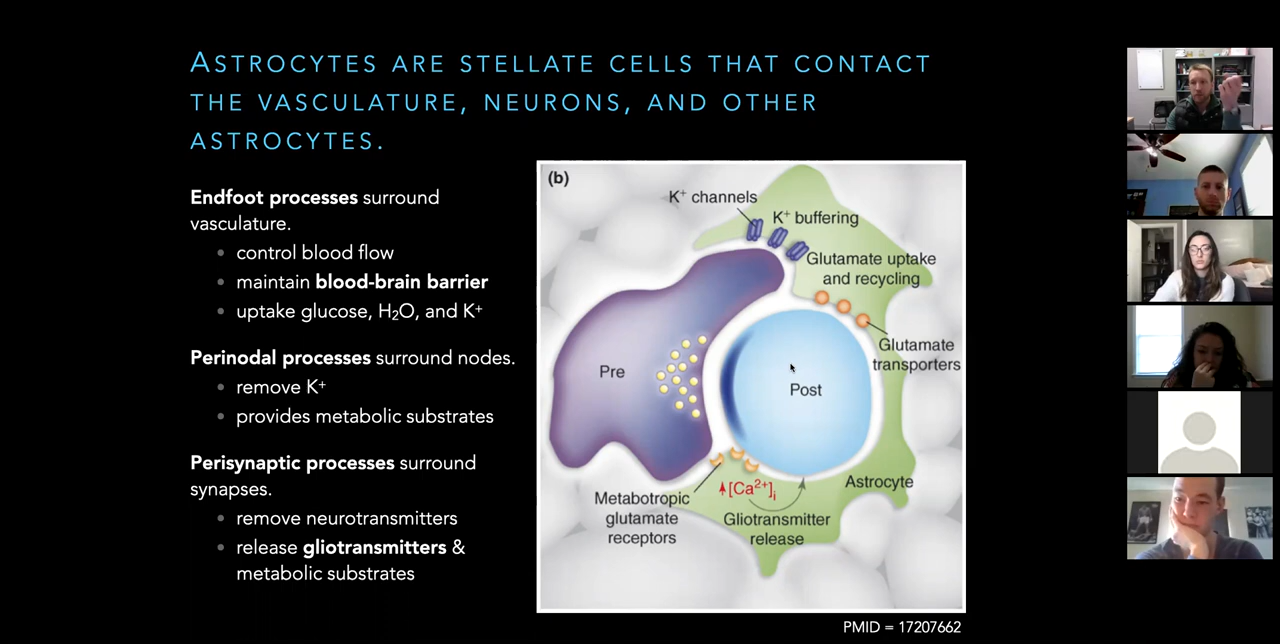 ASTROCYTES ARE STELLATE CELLS THAT CONTACT
THE VASCULATURE, NEURONS, AND OTHER
ASTROCYTES.
Endfoot processes surround
vasculature.
• control blood flow
• maintain blood-brain barrier
• uptake glucose, H₂O, and K⁺
Perinodal processes surround nodes.
• remove K⁺
• provides metabolic substrates
Perisynaptic processes surround
synapses.
• remove neurotransmitters
• release gliotransmitters &
metabolic substrates
(b)
K⁺ channels
K⁺ buffering
Glutamate uptake
and recycling
Glutamate
transporters
Pre
Post
Astrocyte
↑[Ca²⁺]ᵢ
Metabotropic
glutamate
receptors
Gliotransmitter
release
PMID = 17207662